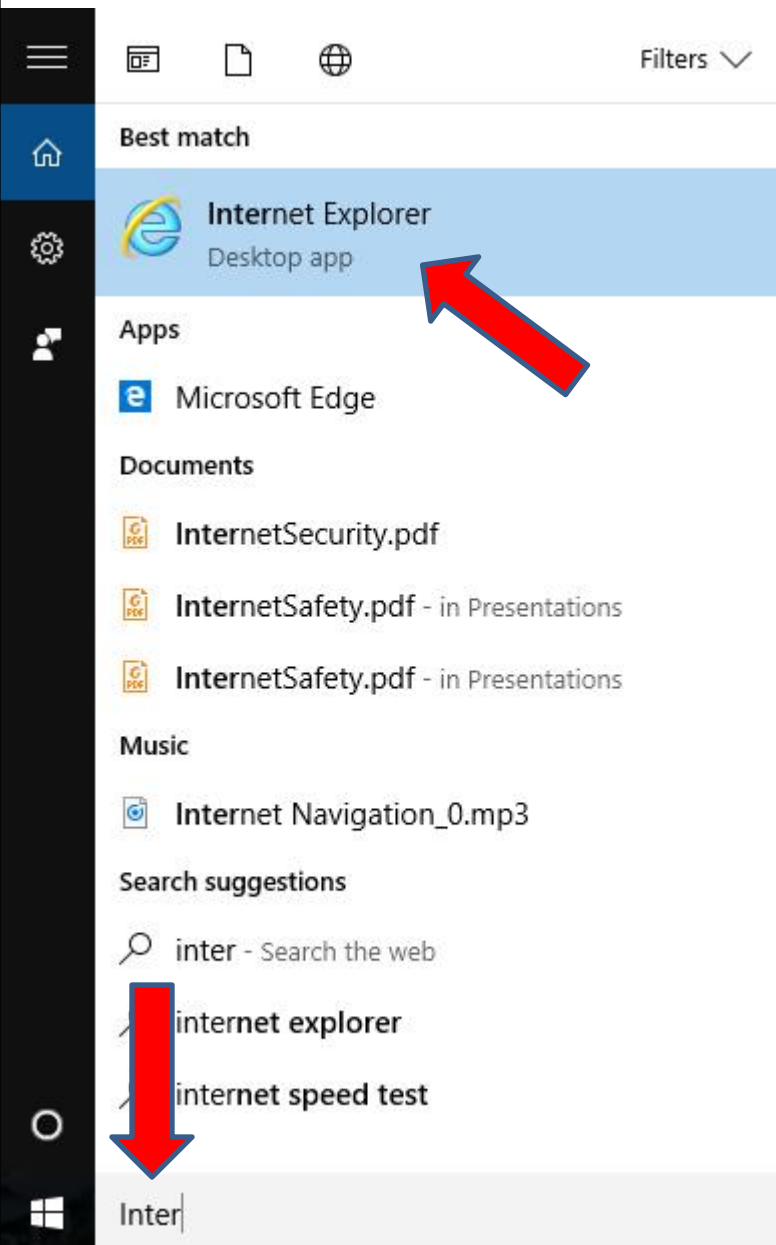 Filters
Best match
Internet Explorer
Desktop app
Apps
Microsoft Edge
Documents
InternetSecurity.pdf
InternetSafety.pdf - in Presentations
InternetSafety.pdf - in Presentations
Music
Internet Navigation_0.mp3
Search suggestions
inter - Search the web
internet explorer
internet speed test
Inter